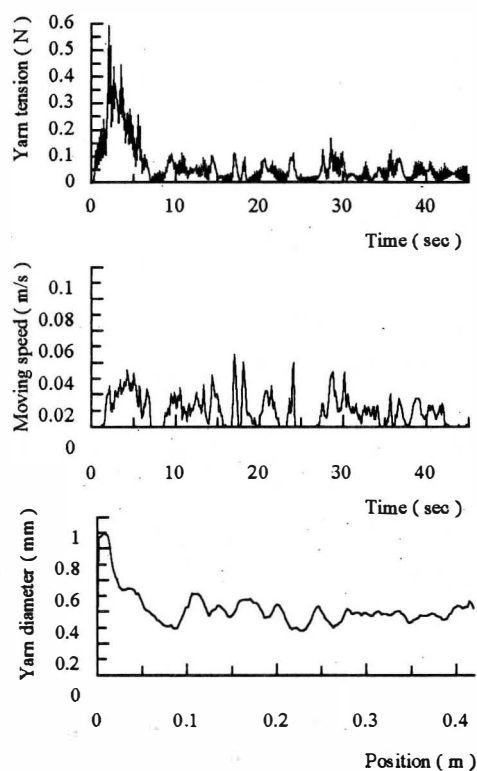 Yarn tension ( N )
0.6
0.5
0.4
0.3
0.2
0.1
0
0 10 20 30 40
Time ( sec )
Moving speed ( m/s )
0.1
0.08
0.06
0.04
0.02
0
0 10 20 30 40
Time ( sec )
Yarn diameter ( mm )
1
0.8
0.6
0.4
0.2
0
0 0.1 0.2 0.3 0.4
Position ( m )